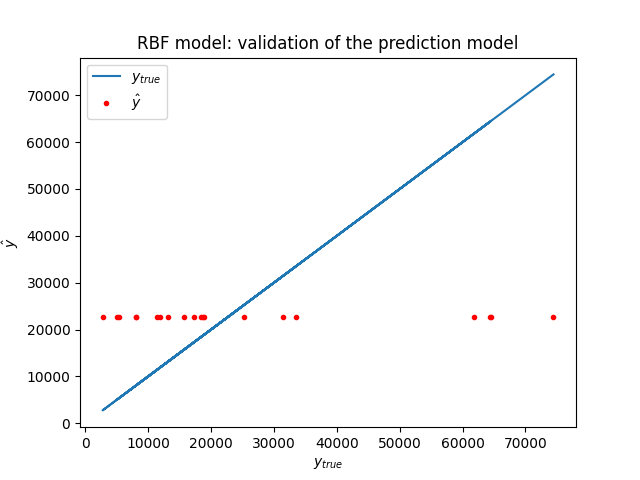 RBF model: validation of the prediction model
y_true
ŷ
70000
60000
50000
40000
30000
20000
10000
0
ŷ
0 10000 20000 30000 40000 50000 60000 70000
y_true